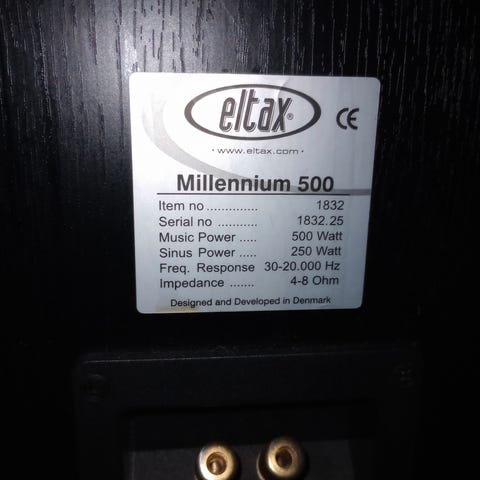 eltax®
CE
· www.eltax.com ·
Millennium 500
Item no.............. 1832
Serial no ........... 1832.25
Music Power ..... 500 Watt
Sinus Power ..... 250 Watt
Freq. Response 30-20.000 Hz
Impedance ....... 4-8 Ohm
Designed and Developed in Denmark